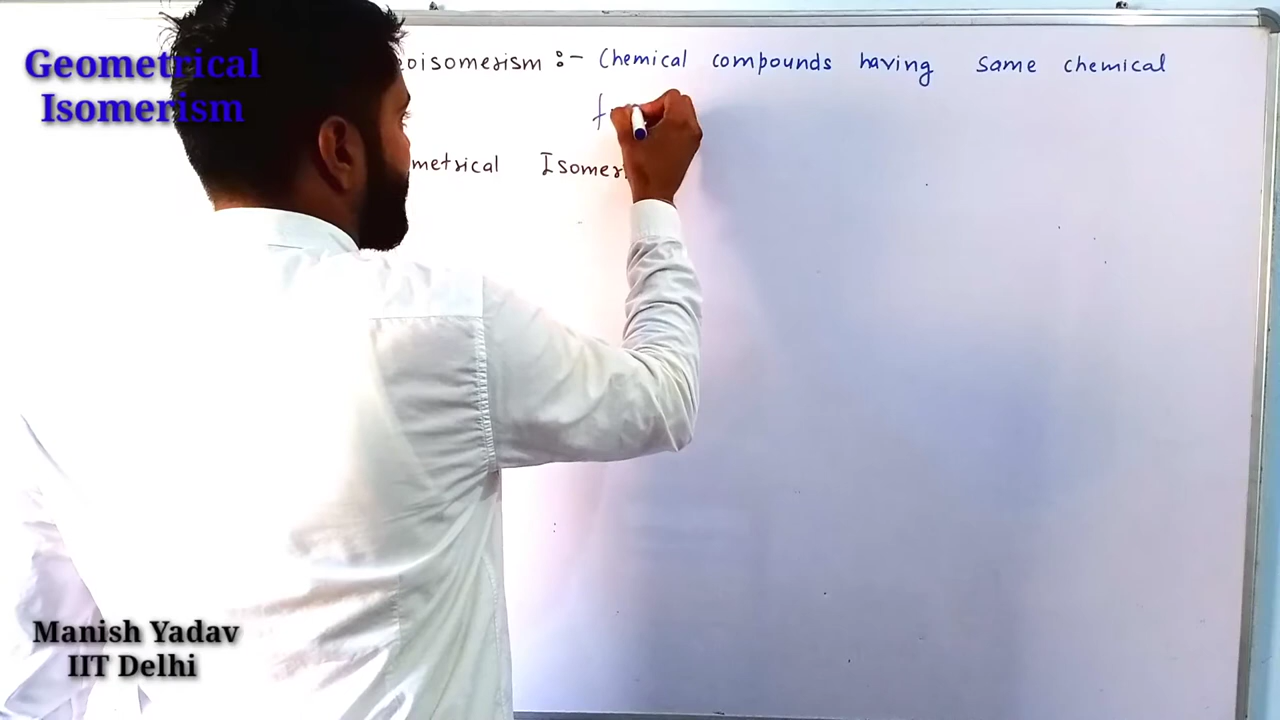 Geometrical
Isomerism
oisomerism :- Chemical compounds having same chemical
metrical Isomer
Manish Yadav
IIT Delhi